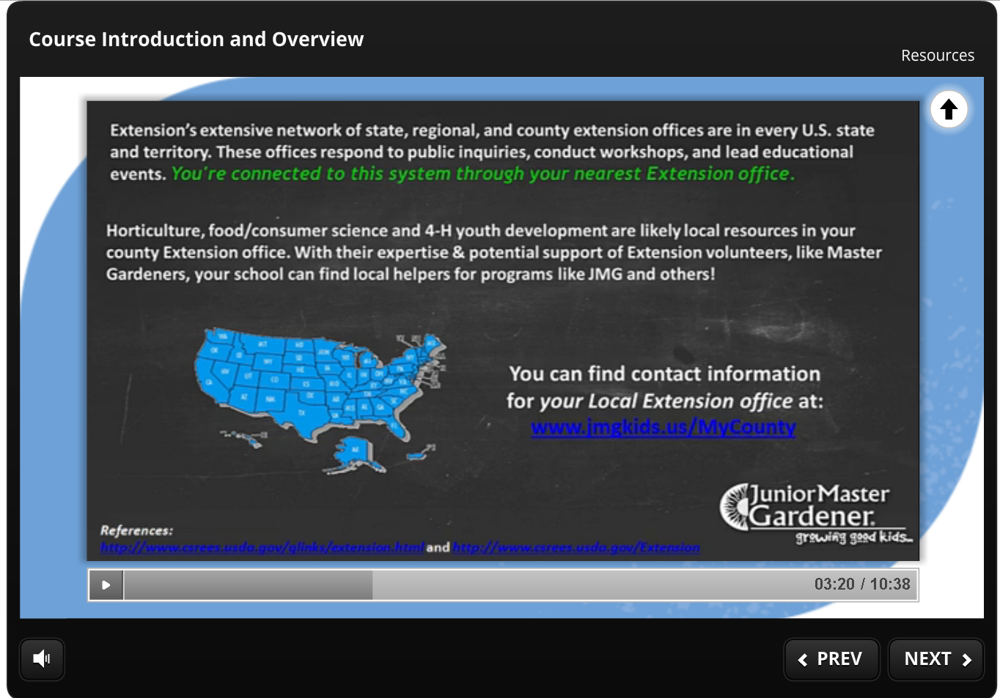 Course Introduction and Overview
Resources
Extension's extensive network of state, regional, and county extension offices are in every U.S. state
and territory. These offices respond to public inquiries, conduct workshops, and lead educational
events. You're connected to this system through your nearest Extension office.
Horticulture, food/consumer science and 4-H youth development are likely local resources in your
county Extension office. With their expertise & potential support of Extension volunteers, like Master
Gardeners, your school can find local helpers for programs like JMG and others!
You can find contact information
for your Local Extension office at:
www.jmgkids.us/MyCounty
Junior Master
Gardener.
growing good kids...
References:
http://www.csrees.usda.gov/qlinks/extension.html and http://www.csrees.usda.gov/Extension
03:20 / 10:38
PREV
NEXT